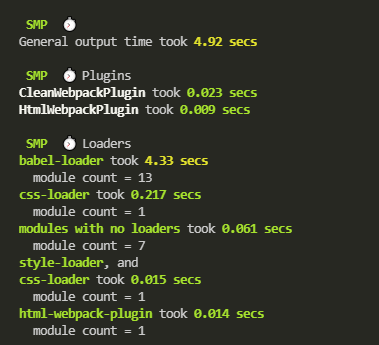 SMP ⏱
General output time took 4.92 secs
SMP ⏱ Plugins
CleanWebpackPlugin took 0.023 secs
HtmlWebpackPlugin took 0.009 secs
SMP ⏱ Loaders
babel-loader took 4.33 secs
module count = 13
css-loader took 0.217 secs
module count = 1
modules with no loaders took 0.061 secs
module count = 7
style-loader, and
css-loader took 0.015 secs
module count = 1
html-webpack-plugin took 0.014 secs
module count = 1